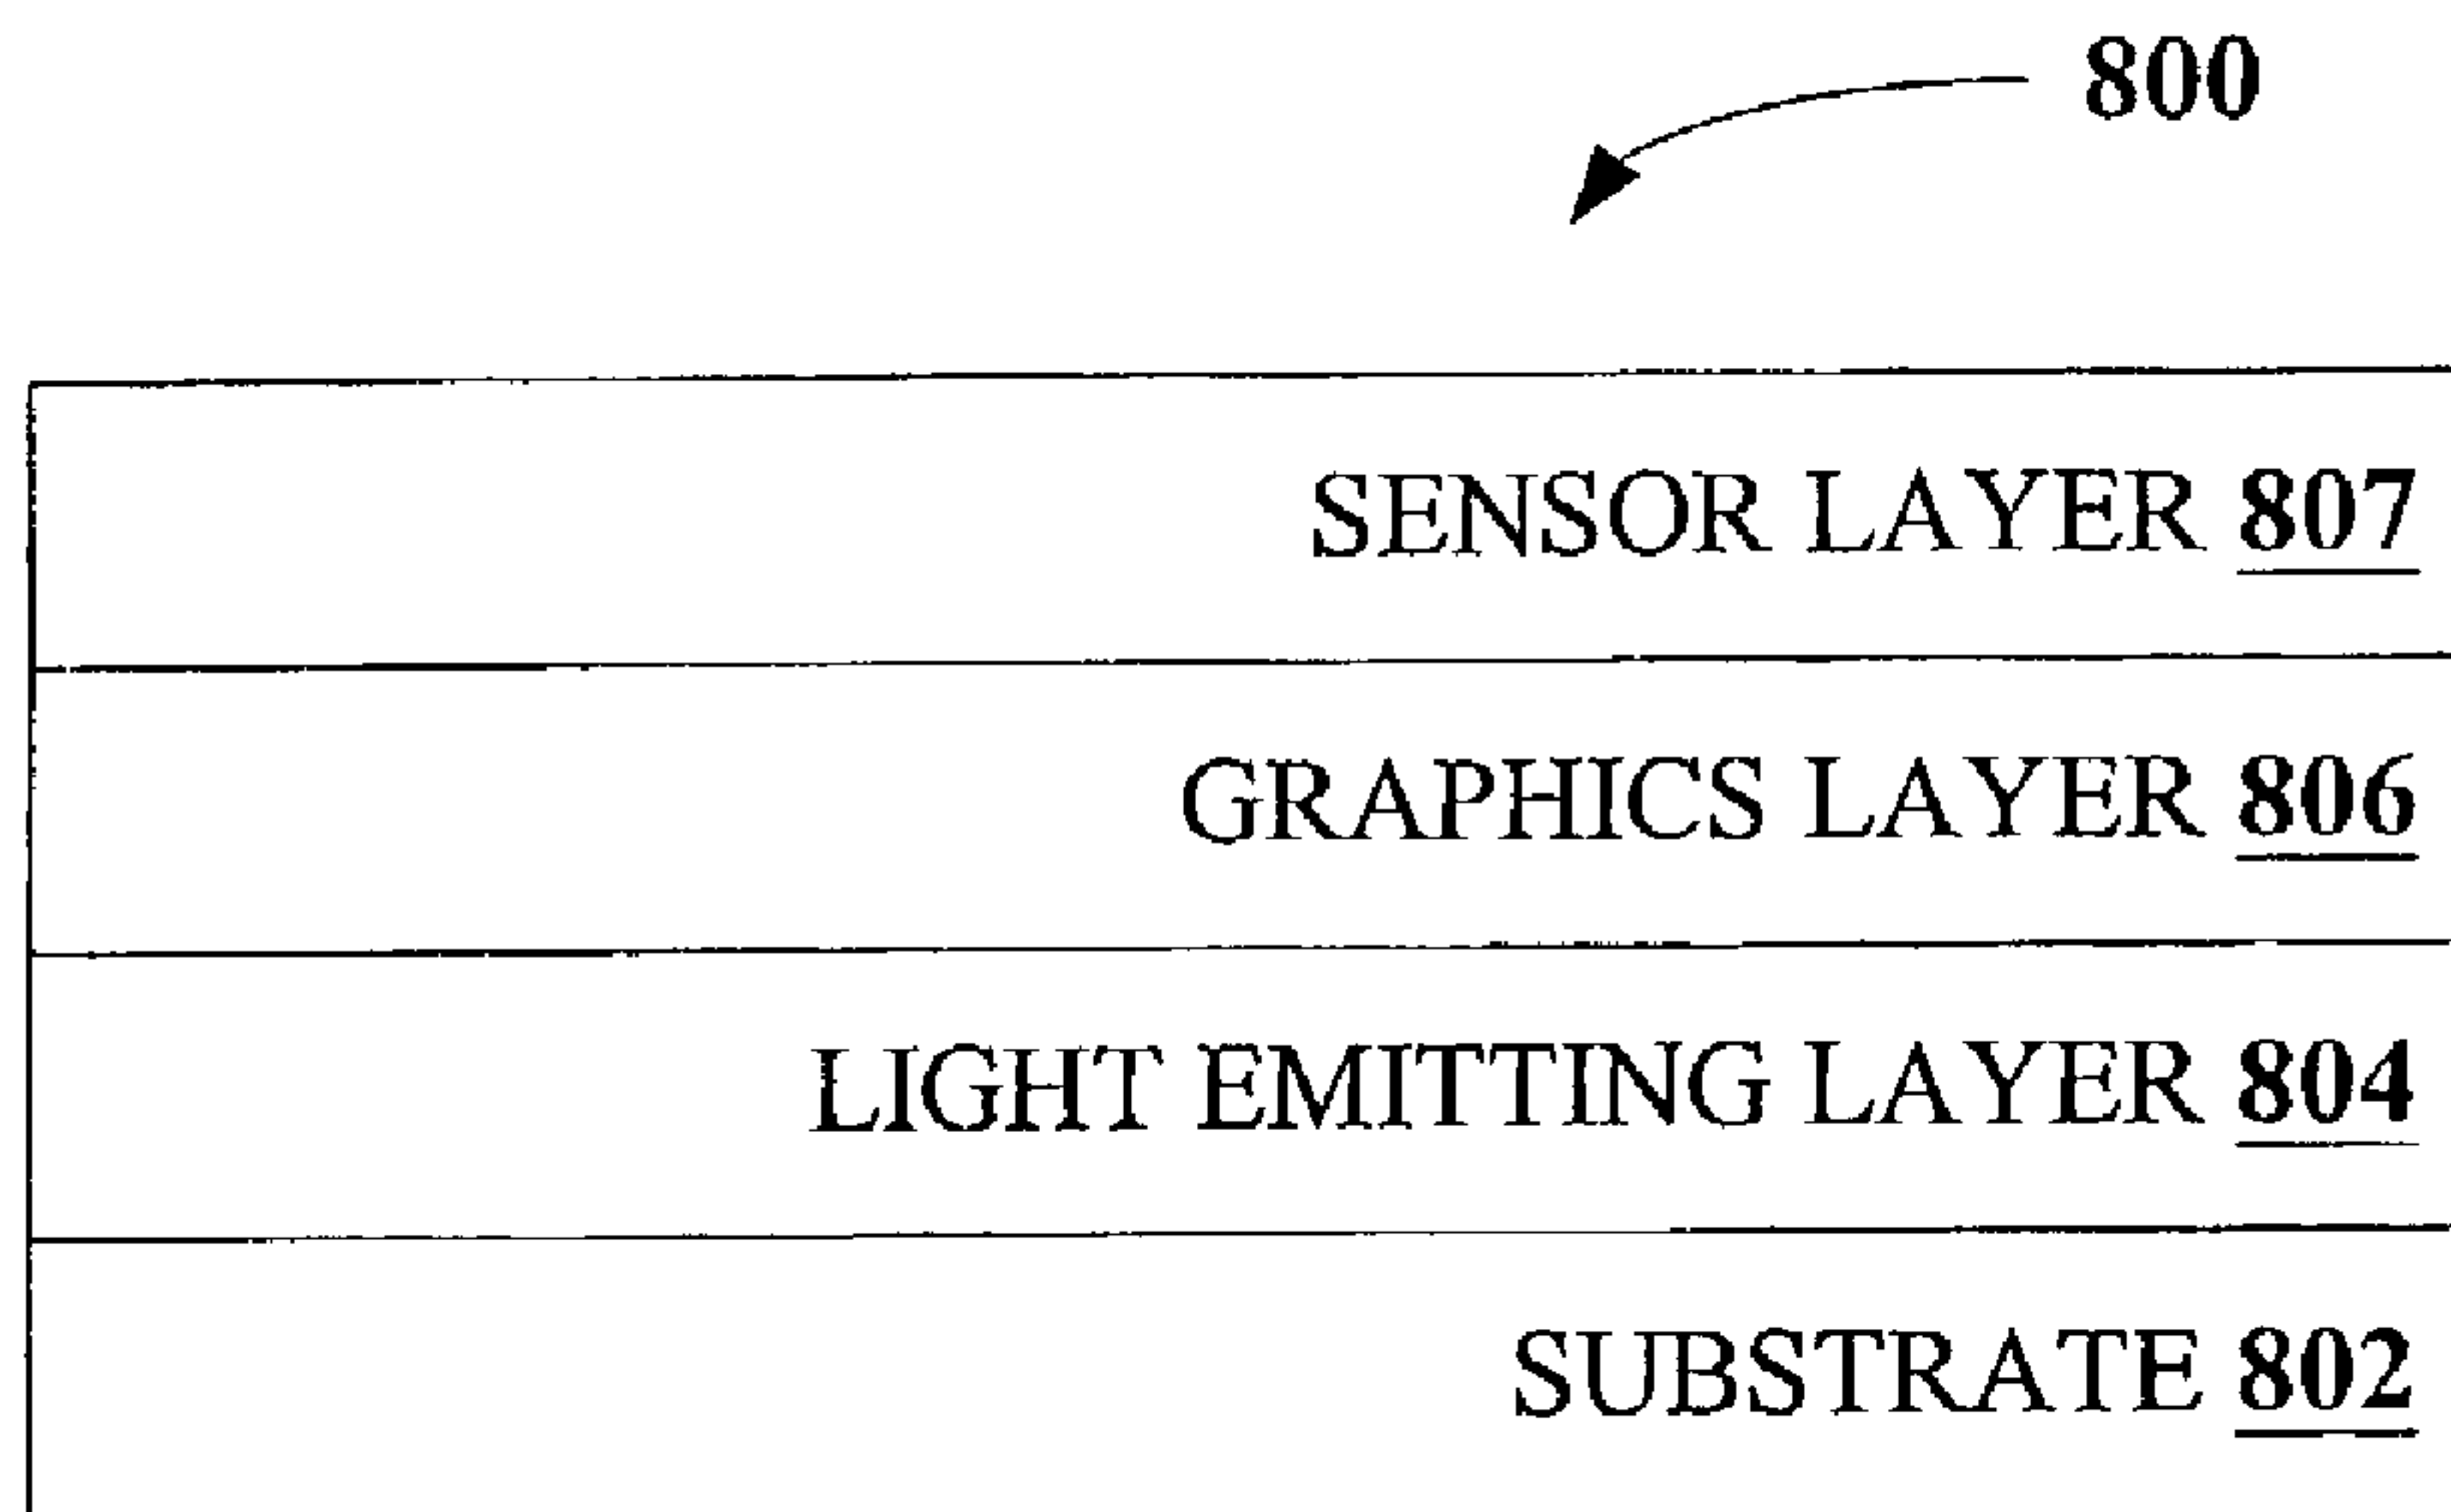 800
SENSOR LAYER 807
GRAPHICS LAYER 806
LIGHT EMITTING LAYER 804
SUBSTRATE 802